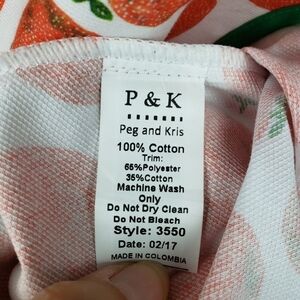 P & K
Peg and Kris
100% Cotton
Trim:
65%Polyester
35%Cotton
Machine Wash
Only
Do Not Dry Clean
Do Not Bleach
Style: 3550
Date: 02/17
MADE IN COLOMBIA